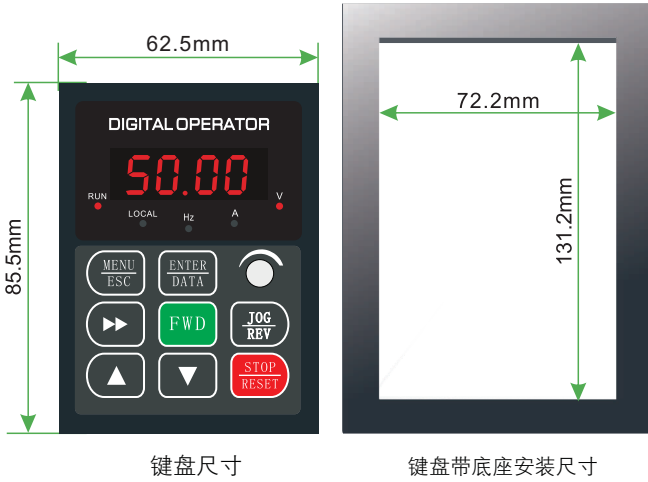 62.5mm
DIGITAL OPERATOR
50.00
RUN
V
LOCAL
Hz
A
85.5mm
MENU
ESC
ENTER
DATA
FWD
JOG
REV
STOP
RESET
键盘尺寸
72.2mm
131.2mm
键盘带底座安装尺寸